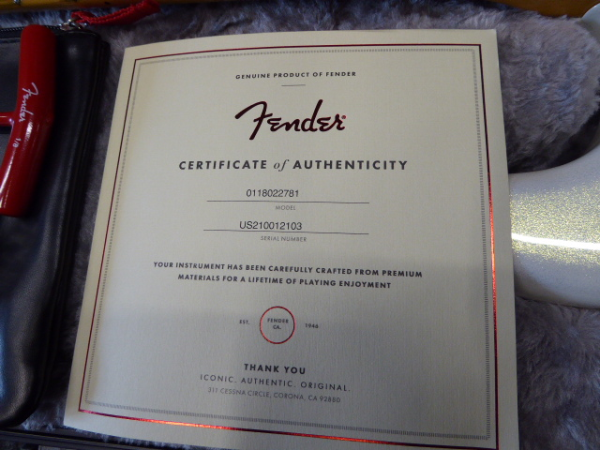 GENUINE PRODUCT OF FENDER
Fender
CERTIFICATE of AUTHENTICITY
0118022781
MODEL
US210012103
SERIAL NUMBER
YOUR INSTRUMENT HAS BEEN CAREFULLY CRAFTED FROM PREMIUM
MATERIALS FOR A LIFETIME OF PLAYING ENJOYMENT
EST. FENDER CA. 1946
THANK YOU
ICONIC. AUTHENTIC. ORIGINAL.
311 CESSNA CIRCLE, CORONA, CA 92880
Fender